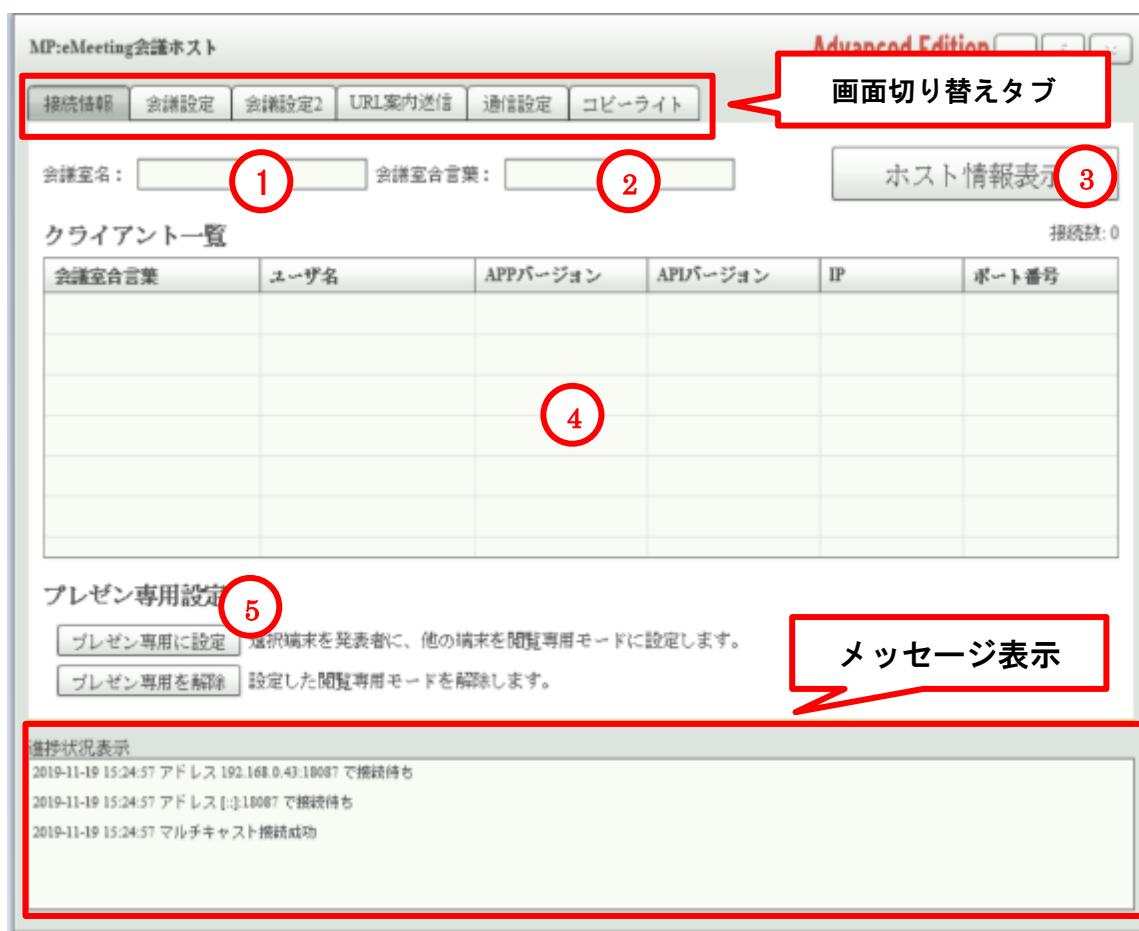 MP:eMeeting会議ホスト
Advanced Edition
画面切り替えタブ
接続情報 会議設定 会議設定2 URL案内送信 通信設定 コピーライト
会議室名： 1 会議室合言葉： 2 ホスト情報表示 3
クライアント一覧 接続数: 0
会議室合言葉 ユーザ名 APPバージョン APIバージョン IP ポート番号
4
プレゼン専用設定 5
プレゼン専用に設定 選択端末を発表者に、他の端末を閲覧専用モードに設定します。
プレゼン専用を解除 設定した閲覧専用モードを解除します。
メッセージ表示
進捗状況表示
2019-11-19 15:24:57 アドレス 192.168.0.43:18087 で接続待ち
2019-11-19 15:24:57 アドレス [::]:18087 で接続待ち
2019-11-19 15:24:57 マルチキャスト接続成功